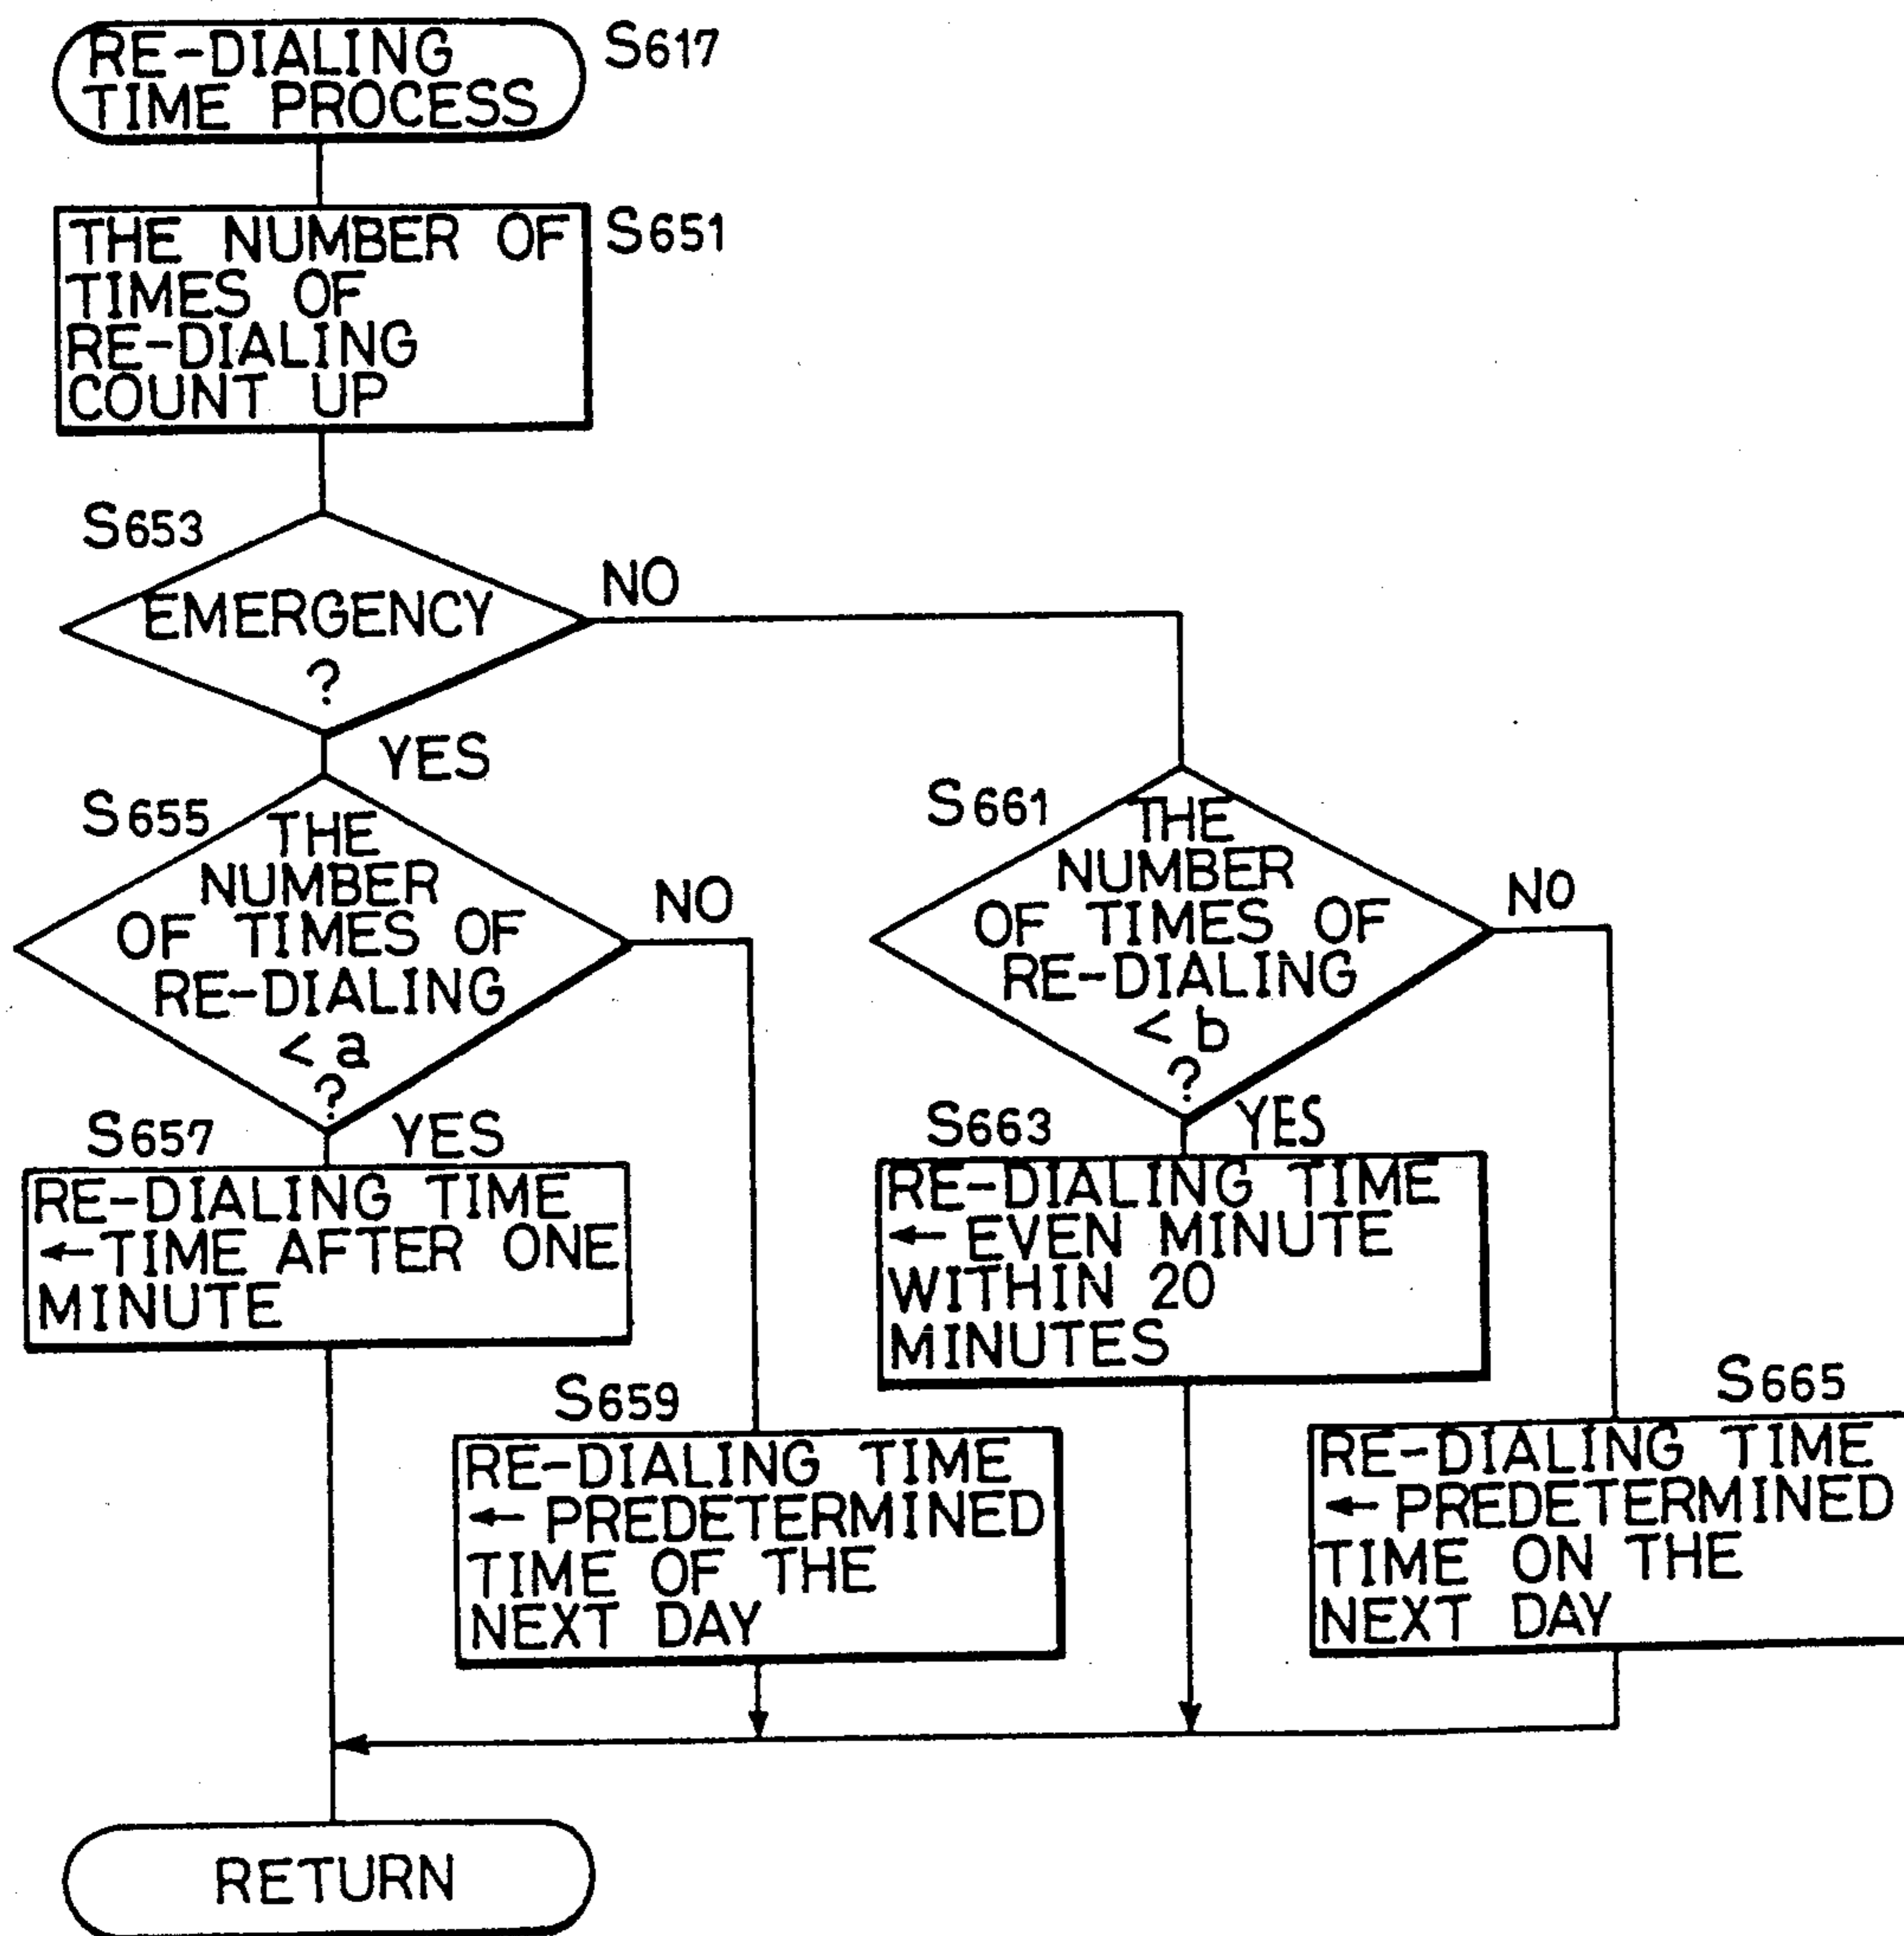 RE-DIALING
TIME PROCESS
S617
THE NUMBER OF
TIMES OF
RE-DIALING
COUNT UP
S651
S653
EMERGENCY
?
NO
YES
S655
THE
NUMBER
OF TIMES OF
RE-DIALING
< a
?
NO
YES
S661
THE
NUMBER
OF TIMES OF
RE-DIALING
< b
?
NO
YES
S657
RE-DIALING TIME
←TIME AFTER ONE
MINUTE
S663
RE-DIALING TIME
← EVEN MINUTE
WITHIN 20
MINUTES
S659
RE-DIALING TIME
← PREDETERMINED
TIME OF THE
NEXT DAY
S665
RE-DIALING TIME
← PREDETERMINED
TIME ON THE
NEXT DAY
RETURN